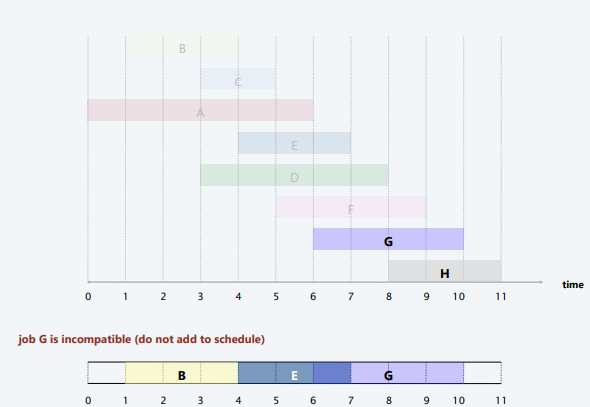 B
C
A
E
D
F
G
H
time
0 1 2 3 4 5 6 7 8 9 10 11
job G is incompatible (do not add to schedule)
B E G
0 1 2 3 4 5 6 7 8 9 10 11